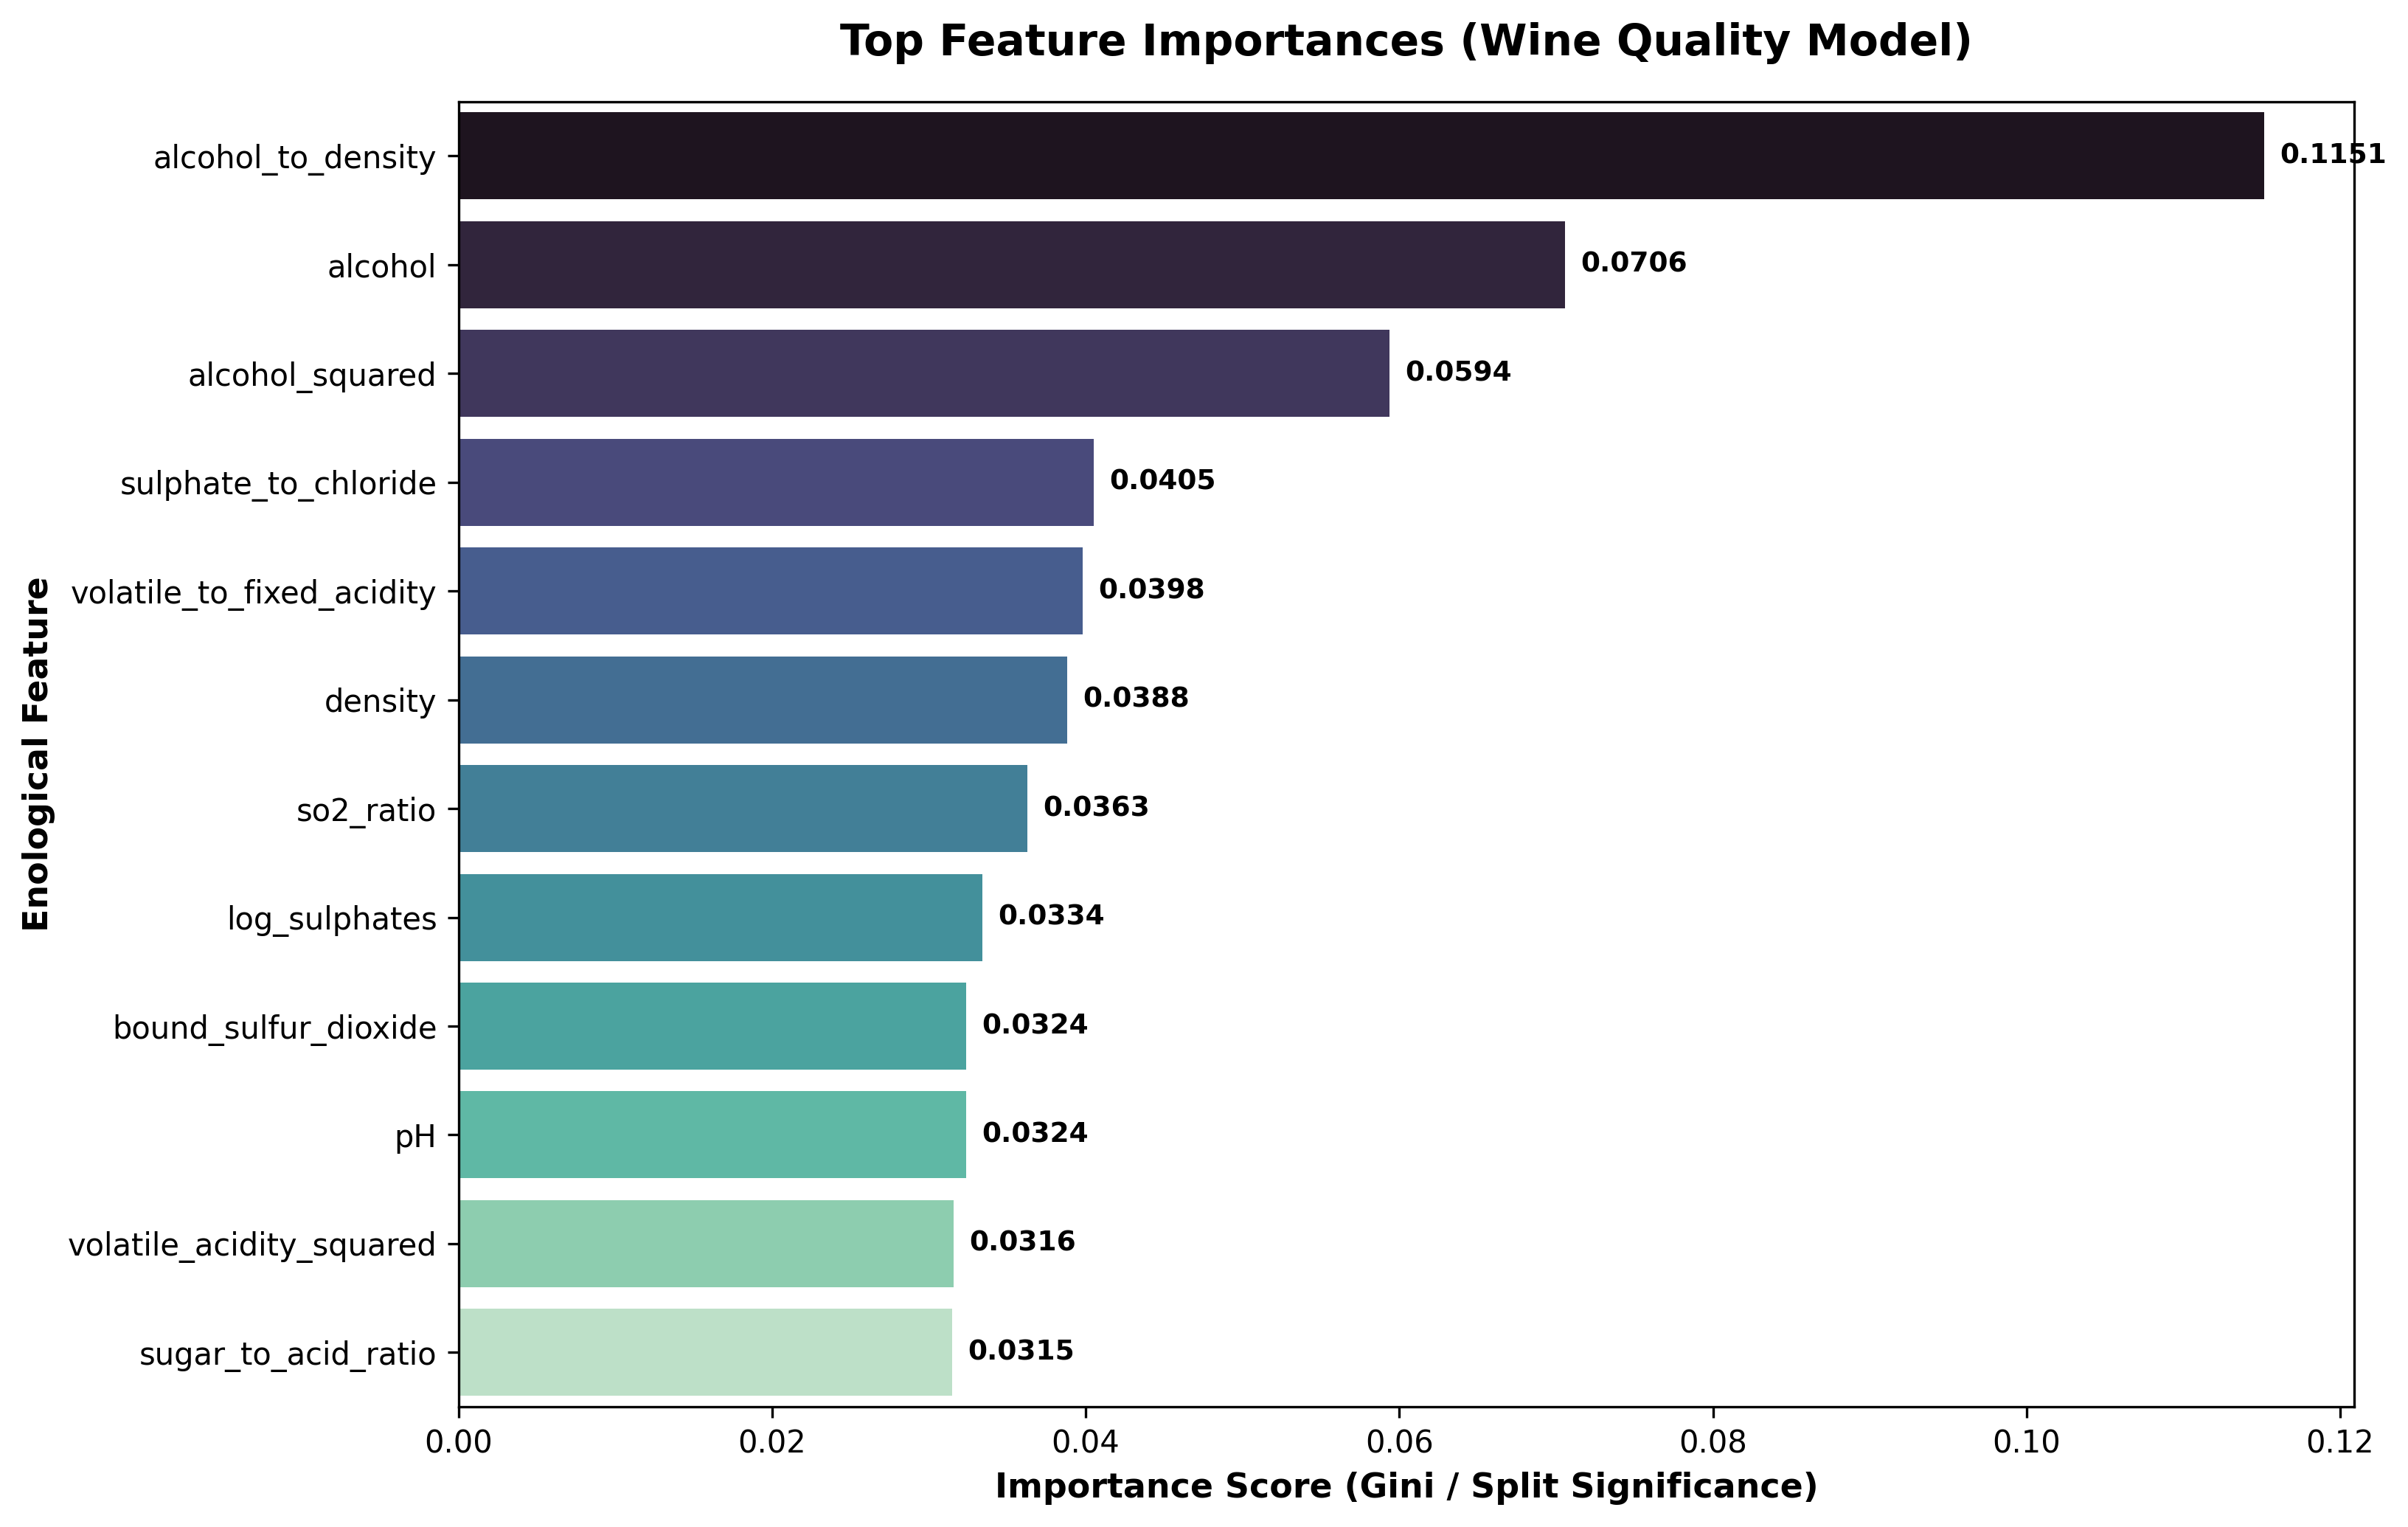 Top Feature Importances (Wine Quality Model)
Enological Feature
alcohol_to_density 0.1151
alcohol 0.0706
alcohol_squared 0.0594
sulphate_to_chloride 0.0405
volatile_to_fixed_acidity 0.0398
density 0.0388
so2_ratio 0.0363
log_sulphates 0.0334
bound_sulfur_dioxide 0.0324
pH 0.0324
volatile_acidity_squared 0.0316
sugar_to_acid_ratio 0.0315
0.00 0.02 0.04 0.06 0.08 0.10 0.12
Importance Score (Gini / Split Significance)